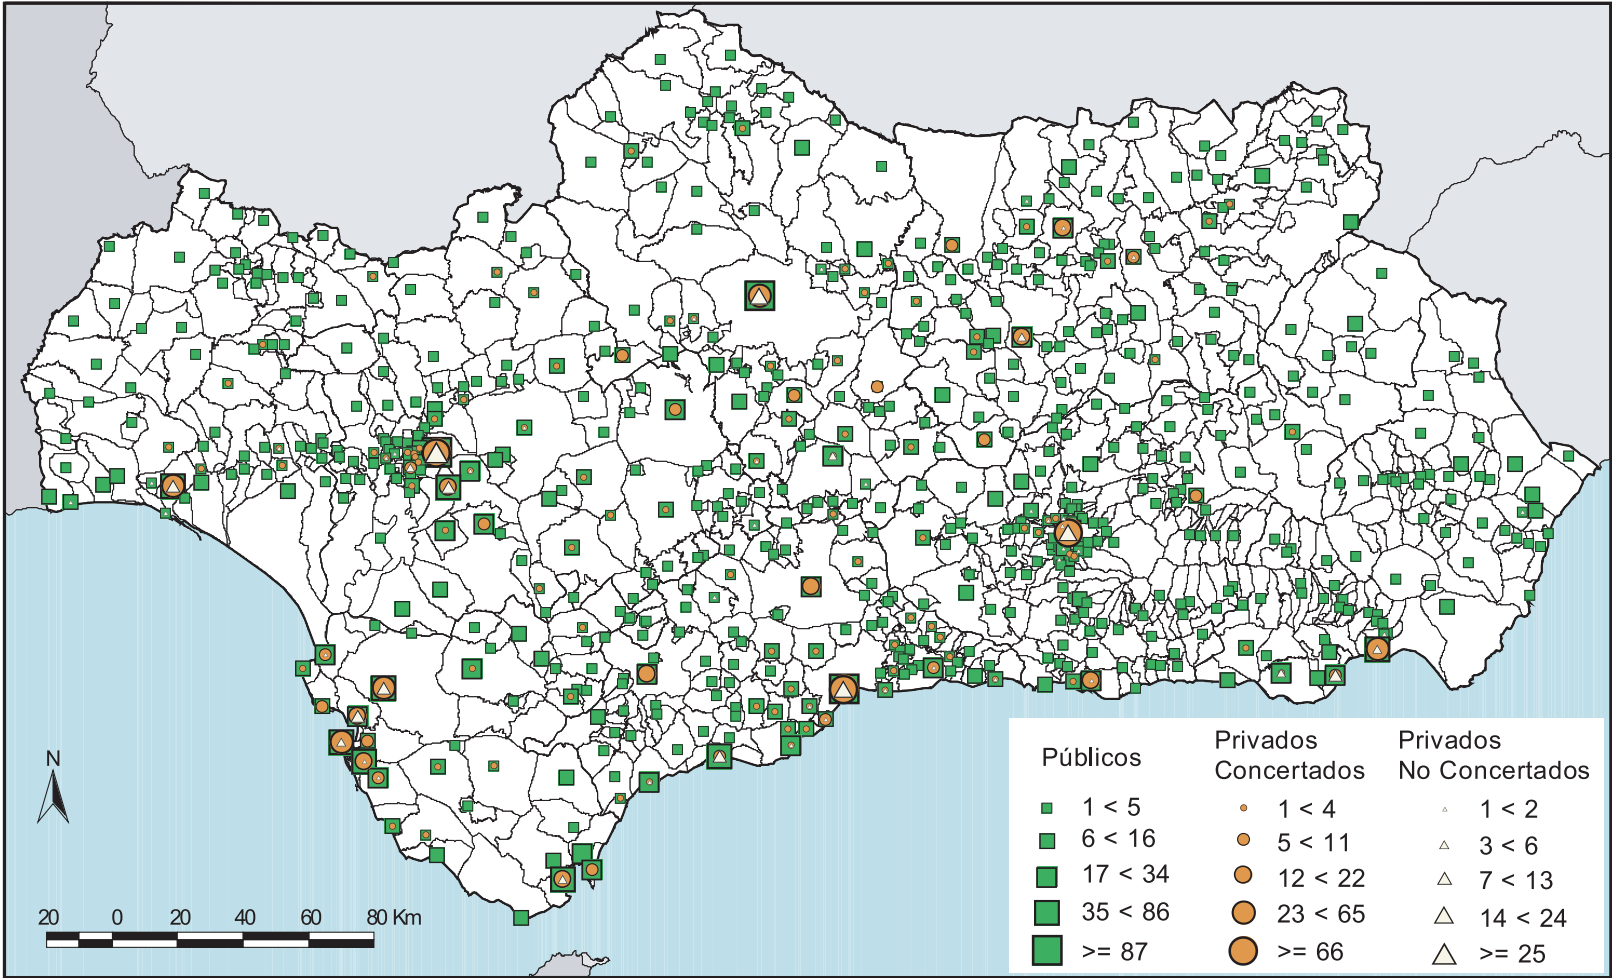 N
20 0 20 40 60 80 Km
Públicos
1 < 5
6 < 16
17 < 34
35 < 86
>= 87
Privados
Concertados
1 < 4
5 < 11
12 < 22
23 < 65
>= 66
Privados
No Concertados
1 < 2
3 < 6
7 < 13
14 < 24
>= 25